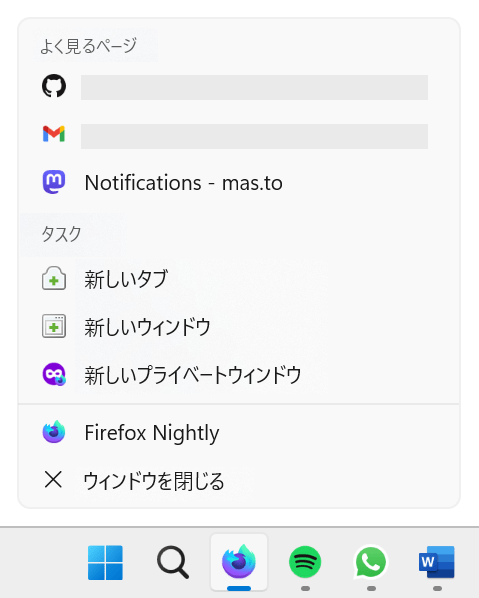 よく見るページ
Notifications - mas.to
タスク
新しいタブ
新しいウィンドウ
新しいプライベートウィンドウ
Firefox Nightly
ウィンドウを閉じる
W